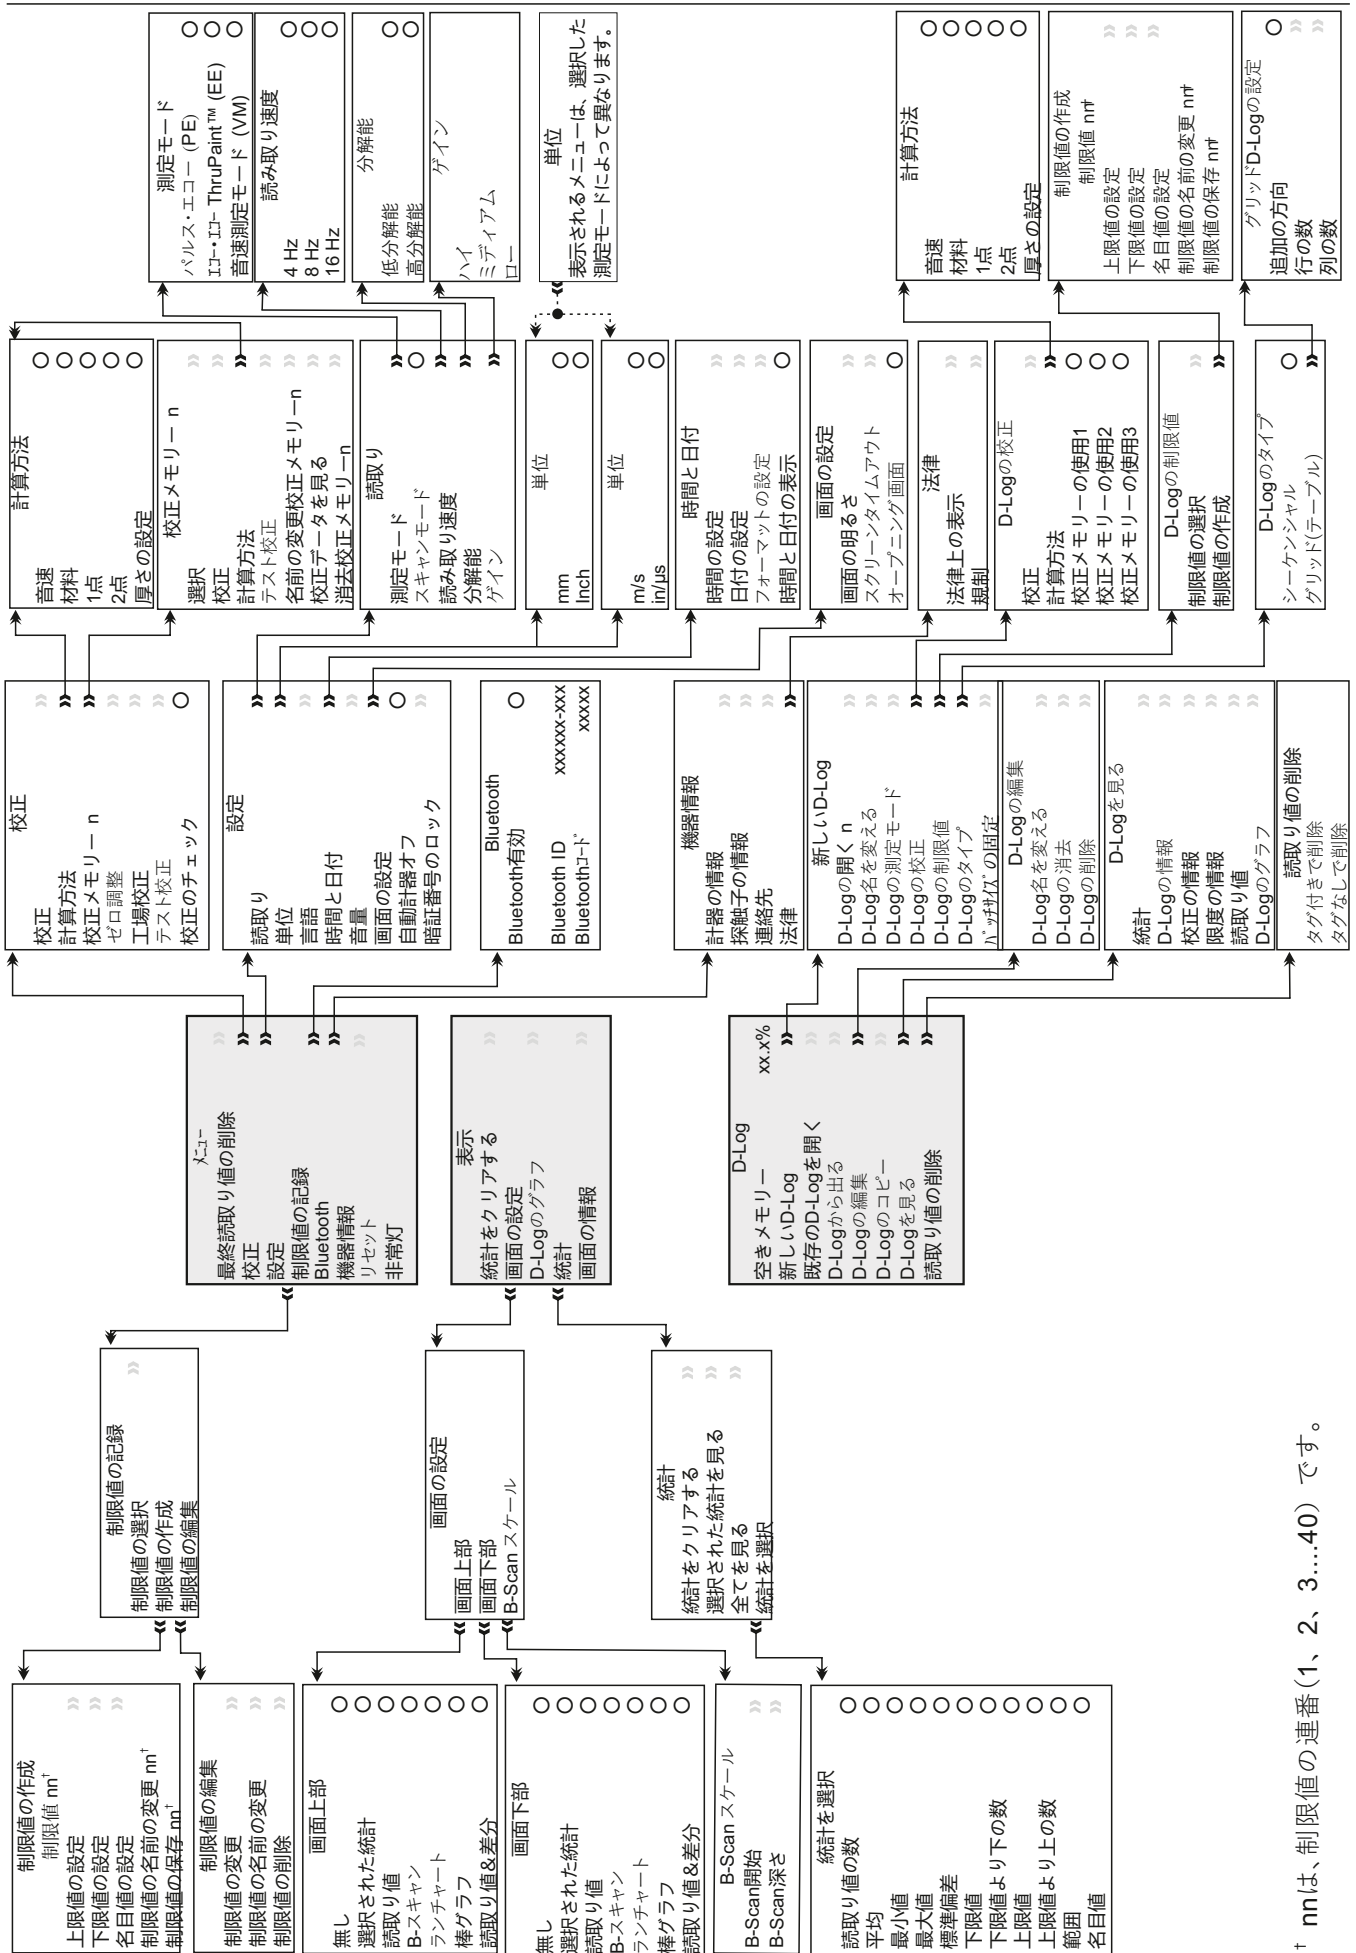 制限値の作成
制限値 nn†
上限値の設定
下限値の設定
名目値の設定
制限値の名前の変更 nn†
制限値の保存 nn†
制限値の編集
制限値の変更
制限値の名前の変更
制限値の削除
画面上部
無し
選択された統計
読取り値
B-スキャン
ランチャート
棒グラフ
読取り値&差分
画面下部
無し
選択された統計
読取り値
B-スキャン
ランチャート
棒グラフ
読取り値&差分
B-Scan スケール
B-Scan開始
B-Scan深さ
統計を選択
読取り値の数
平均
最小値
最大値
標準偏差
下限値
下限値より下の数
上限値
上限値より上の数
範囲
名目値
制限値の記録
制限値の選択
制限値の作成
制限値の編集
画面の設定
画面上部
画面下部
B-Scan スケール
統計
統計をクリアする
選択された統計を見る
全てを見る
統計を選択
メニュー
最終読取り値の削除
校正
設定
制限値の記録
Bluetooth
機器情報
リセット
非常灯
表示
統計をクリアする
画面の設定
D-Logのグラフ
統計
画面の情報
D-Log
空きメモリー xx.x%
新しいD-Log
既存のD-Logを開く
D-Logから出る
D-Logの編集
D-Logのコピー
D-Logを見る
読取り値の削除
校正
校正
計算方法
校正メモリー n
ゼロ調整
工場校正
テスト校正
校正のチェック
設定
読取り
単位
言語
時間と日付
音量
画面の設定
自動計器オフ
暗証番号のロック
Bluetooth
Bluetooth有効
Bluetooth ID xxxxxx-xxx
Bluetoothコード xxxxx
機器情報
計器の情報
探触子の情報
連絡先
法律
新しいD-Log
D-Logの開く n
D-Log名を変える
D-Logの測定モード
D-Logの校正
D-Logの制限値
D-Logのタイプ
バッチサイズの固定
D-Logの編集
D-Log名を変える
D-Logの消去
D-Logの削除
D-Logを見る
統計
D-Logの情報
校正の情報
限度の情報
読取り値
D-Logのグラフ
読取り値の削除
タグ付きで削除
タグなしで削除
計算方法
音速
材料
1点
2点
厚さの設定
校正メモリー n
選択
校正
計算方法
テスト校正
名前の変更校正メモリーn
校正データを見る
消去校正メモリーn
読取り
測定モード
スキャンモード
読み取り速度
分解能
ゲイン
単位
mm
Inch
単位
m/s
in/µs
時間と日付
時間の設定
日付の設定
フォーマットの設定
時間と日付の表示
画面の設定
画面の明るさ
スクリーンタイムアウト
オープニング画面
法律
法律上の表示
規制
D-Logの校正
校正
計算方法
校正メモリーの使用1
校正メモリーの使用2
校正メモリーの使用3
D-Logの制限値
制限値の選択
制限値の作成
D-Logのタイプ
シーケンシャル
グリッド(テーブル)
測定モード
パルス・エコー (PE)
エコー・エコー ThruPaint™ (EE)
音速測定モード (VM)
読み取り速度
4 Hz
8 Hz
16 Hz
分解能
低分解能
高分解能
ゲイン
ハイ
ミディアム
ロー
単位
表示されるメニューは、選択した
測定モードによって異なります。
計算方法
音速
材料
1点
2点
厚さの設定
制限値の作成
制限値 nn†
上限値の設定
下限値の設定
名目値の設定
制限値の名前の変更 nn†
制限値の保存 nn†
グリッドD-Logの設定
追加の方向
行の数
列の数
† nnは、制限値の連番（1、2、3....40）です。